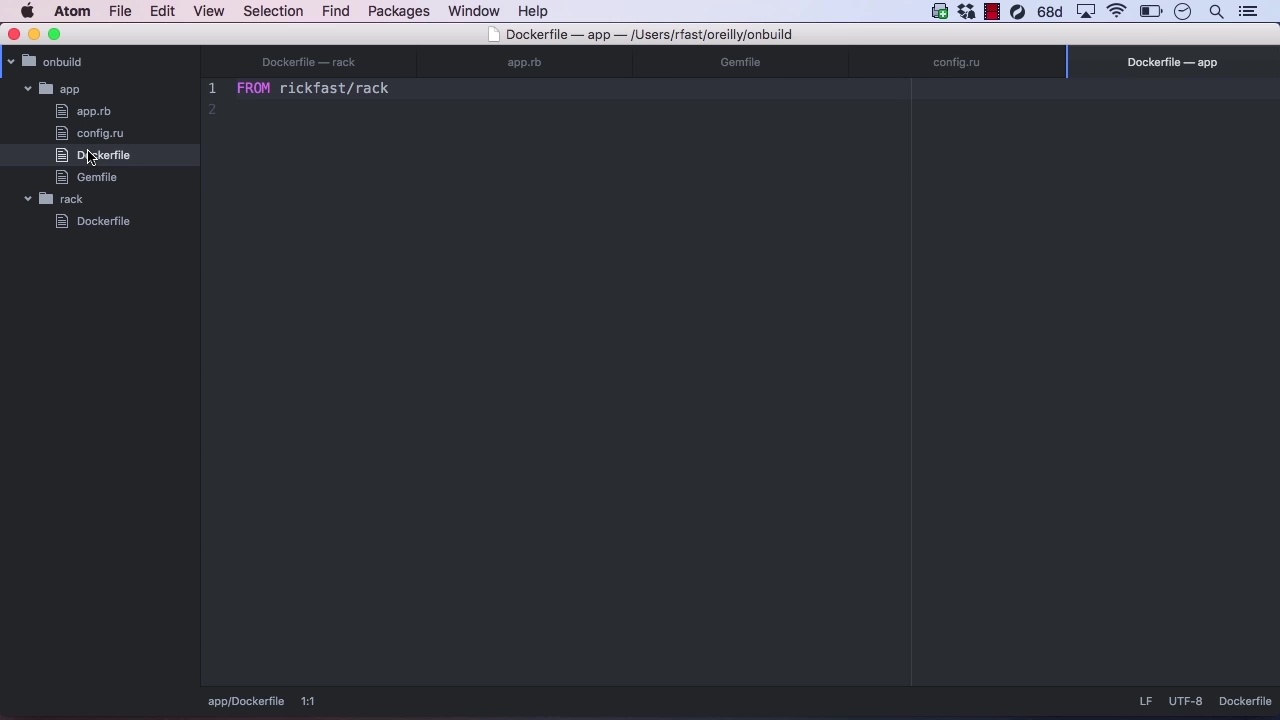 Atom File Edit View Selection Find Packages Window Help 68d
Dockerfile — app — /Users/rfast/oreilly/onbuild
onbuild
app
app.rb
config.ru
Dockerfile
Gemfile
rack
Dockerfile
Dockerfile — rack app.rb Gemfile config.ru Dockerfile — app
1 FROM rickfast/rack
2
app/Dockerfile 1:1 LF UTF-8 Dockerfile